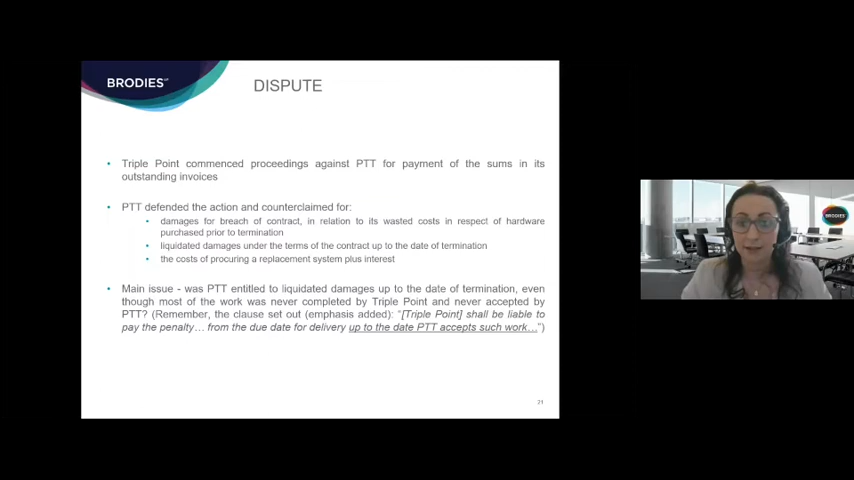 BRODIES LLP
DISPUTE
• Triple Point commenced proceedings against PTT for payment of the sums in its
outstanding invoices
• PTT defended the action and counterclaimed for:
• damages for breach of contract, in relation to its wasted costs in respect of hardware
purchased prior to termination
• liquidated damages under the terms of the contract up to the date of termination
• the costs of procuring a replacement system plus interest
• Main issue - was PTT entitled to liquidated damages up to the date of termination, even
though most of the work was never completed by Triple Point and never accepted by
PTT? (Remember, the clause set out (emphasis added): “[Triple Point] shall be liable to
pay the penalty… from the due date for delivery up to the date PTT accepts such work…”)
21
BRODIES